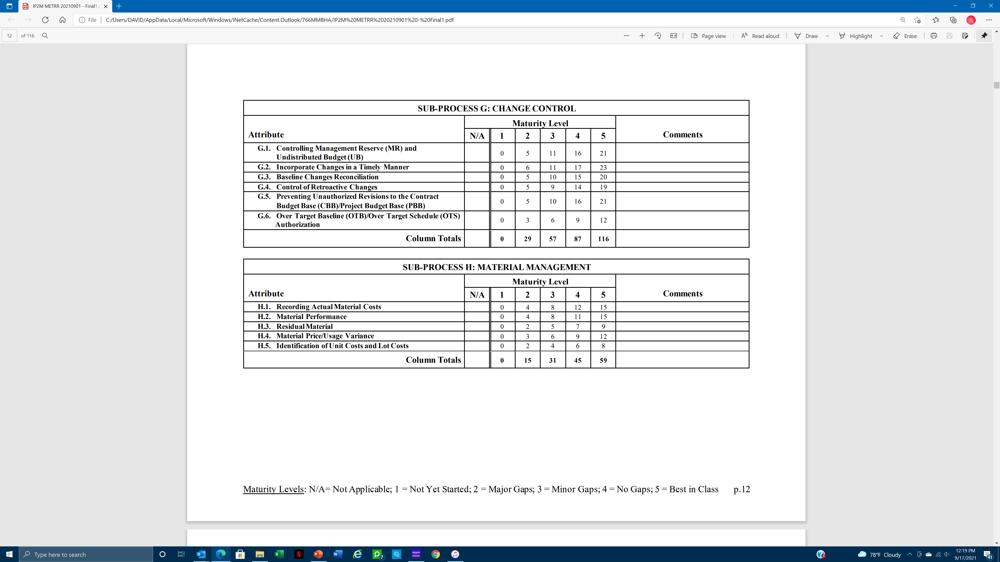 IP2M METRR 20210901 - Final1.p
File
C:/Users/DAVID/AppData/Local/Microsoft/Windows/INetCache/Content.Outlook/766MMBHA/IP2M%20METRR%2020210901%20-%20Final1.pdf
12 of 116
Page view
Read aloud
Draw
Highlight
Erase
SUB-PROCESS G: CHANGE CONTROL
Maturity Level
Attribute N/A 1 2 3 4 5 Comments
G.1. Controlling Management Reserve (MR) and
Undistributed Budget (UB) 0 5 11 16 21
G.2. Incorporate Changes in a Timely Manner 0 6 11 17 23
G.3. Baseline Changes Reconciliation 0 5 10 15 20
G.4. Control of Retroactive Changes 0 5 9 14 19
G.5. Preventing Unauthorized Revisions to the Contract
Budget Base (CBB)/Project Budget Base (PBB) 0 5 10 16 21
G.6. Over Target Baseline (OTB)/Over Target Schedule (OTS)
Authorization 0 3 6 9 12
Column Totals 0 29 57 87 116
SUB-PROCESS H: MATERIAL MANAGEMENT
Maturity Level
Attribute N/A 1 2 3 4 5 Comments
H.1. Recording Actual Material Costs 0 4 8 12 15
H.2. Material Performance 0 4 8 11 15
H.3. Residual Material 0 2 5 7 9
H.4. Material Price/Usage Variance 0 3 6 9 12
H.5. Identification of Unit Costs and Lot Costs 0 2 4 6 8
Column Totals 0 15 31 45 59
Maturity Levels: N/A= Not Applicable; 1 = Not Yet Started; 2 = Major Gaps; 3 = Minor Gaps; 4 = No Gaps; 5 = Best in Class p.12
Type here to search
amazon music
7
78°F Cloudy
12:19 PM
9/17/2021
41